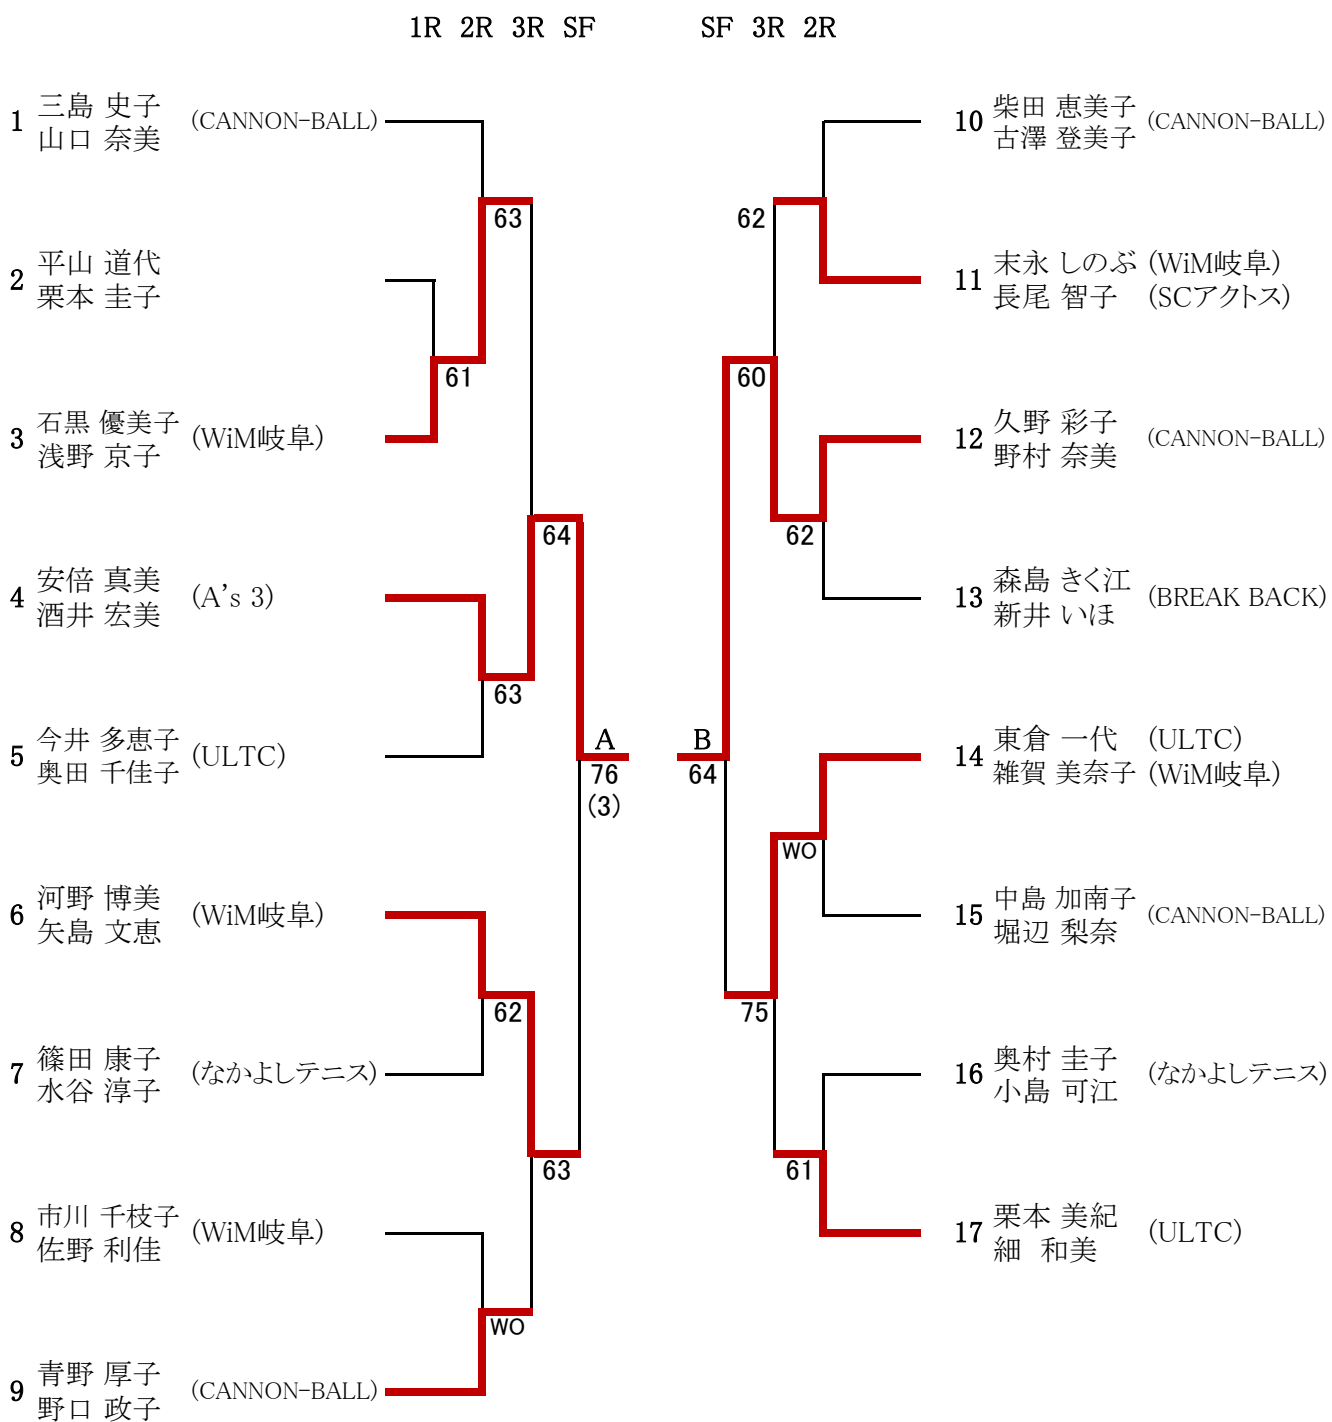 1R 2R 3R SF
SF 3R 2R
1 三島 史子 (CANNON-BALL)
山口 奈美
2 平山 道代
栗本 圭子
3 石黒 優美子 (WiM岐阜)
浅野 京子
4 安倍 真美 (A's 3)
酒井 宏美
5 今井 多恵子 (ULTC)
奥田 千佳子
6 河野 博美 (WiM岐阜)
矢島 文恵
7 篠田 康子 (なかよしテニス)
水谷 淳子
8 市川 千枝子 (WiM岐阜)
佐野 利佳
9 青野 厚子 (CANNON-BALL)
野口 政子
63
61
64
63
A
76
(3)
62
63
WO
10 柴田 恵美子 (CANNON-BALL)
古澤 登美子
11 末永 しのぶ (WiM岐阜)
長尾 智子 (SCアクトス)
12 久野 彩子 (CANNON-BALL)
野村 奈美
13 森島 きく江 (BREAK BACK)
新井 いほ
14 東倉 一代 (ULTC)
雑賀 美奈子 (WiM岐阜)
15 中島 加南子 (CANNON-BALL)
堀辺 梨奈
16 奥村 圭子 (なかよしテニス)
小島 可江
17 栗本 美紀 (ULTC)
細 和美
62
60
62
B
64
WO
75
61